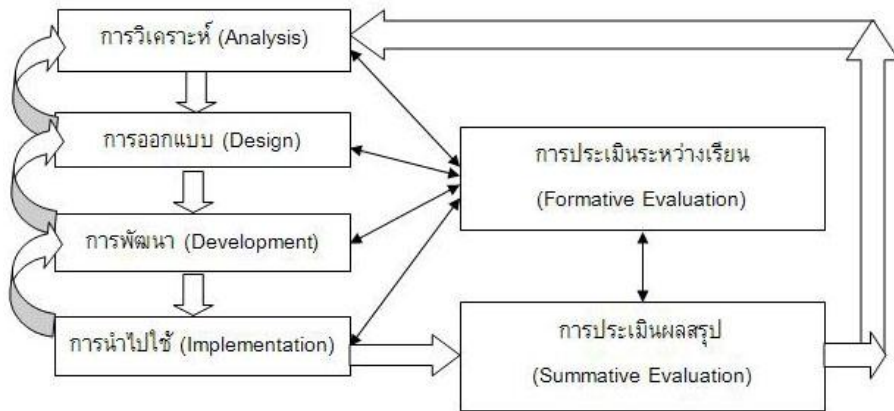 การวิเคราะห์ (Analysis)
การออกแบบ (Design)
การพัฒนา (Development)
การนำไปใช้ (Implementation)
การประเมินระหว่างเรียน
(Formative Evaluation)
การประเมินผลสรุป
(Summative Evaluation)